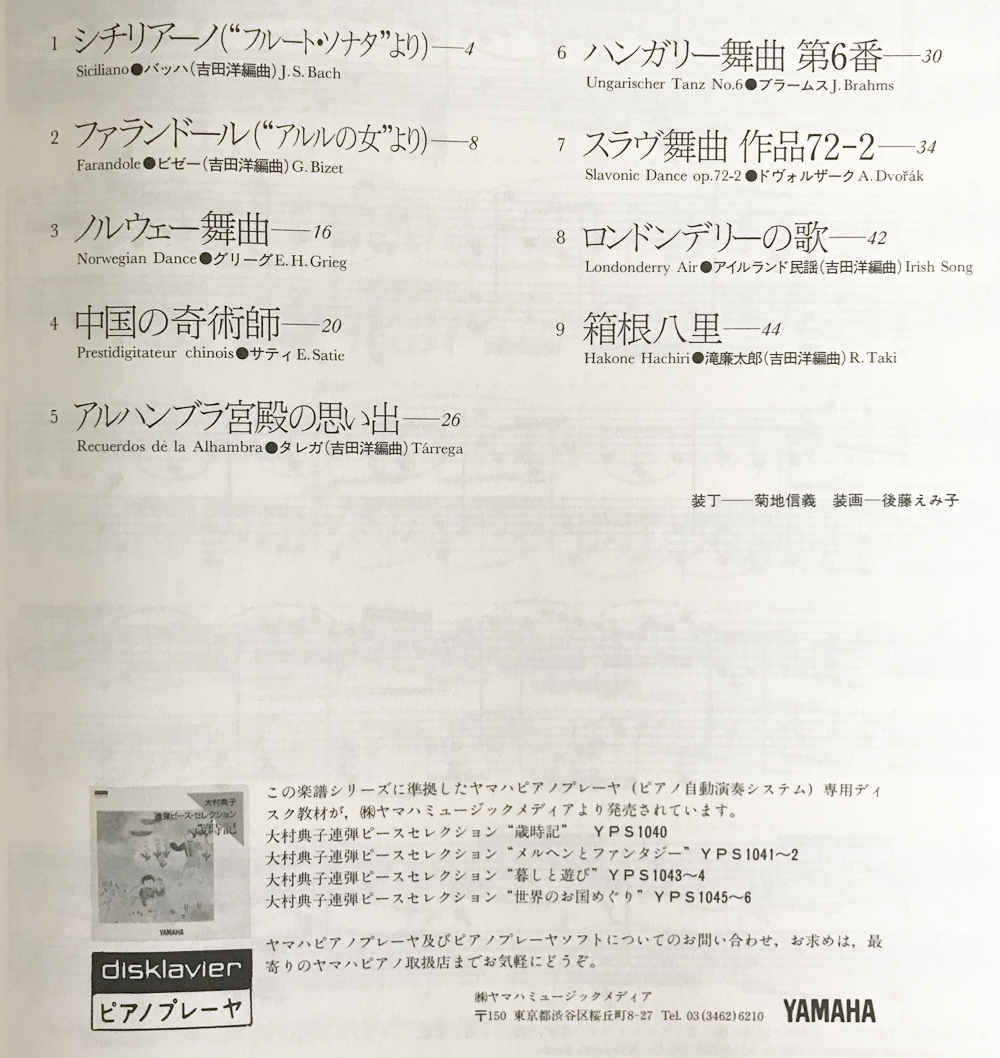 1 シチリアーノ(“フルート・ソナタ”より)──4
Siciliano●バッハ(吉田洋編曲) J.S.Bach
2 ファランドール(“アルルの女”より)──8
Farandole●ビゼー(吉田洋編曲) G.Bizet
3 ノルウェー舞曲──16
Norwegian Dance●グリーグ E.H.Grieg
4 中国の奇術師──20
Prestidigitateur chinois●サティ E.Satie
5 アルハンブラ宮殿の思い出──26
Recuerdos dé la Alhambra●タレガ(吉田洋編曲) Tárrega
6 ハンガリー舞曲 第6番──30
Ungarischer Tanz No.6●ブラームス J.Brahms
7 スラヴ舞曲 作品72-2──34
Slavonic Dance op.72-2●ドヴォルザーク A.Dvořák
8 ロンドンデリーの歌──42
Londonderry Air●アイルランド民謡(吉田洋編曲) Irish Song
9 箱根八里──44
Hakone Hachiri●滝廉太郎(吉田洋編曲) R.Taki
装丁──菊地信義 装画─後藤えみ子
大村典子
連弾ピース・セレクション
歳時記
YAMAHA
disklavier
ピアノプレーヤ
この楽譜シリーズに準拠したヤマハピアノプレーヤ(ピアノ自動演奏システム)専用ディ
スク教材が,㈱ヤマハミュージックメディアより発売されています。
大村典子連弾ピースセレクション“歳時記” YPS1040
大村典子連弾ピースセレクション“メルヘンとファンタジー”YPS1041〜2
大村典子連弾ピースセレクション“暮しと遊び”YPS1043〜4
大村典子連弾ピースセレクション“世界のお国めぐり”YPS1045〜6
ヤマハピアノプレーヤ及びピアノプレーヤソフトについてのお問い合わせ,お求めは,最
寄りのヤマハピアノ取扱店までお気軽にどうぞ。
㈱ヤマハミュージックメディア
〒150 東京都渋谷区桜丘町8-27 Tel. 03(3462)6210
YAMAHA